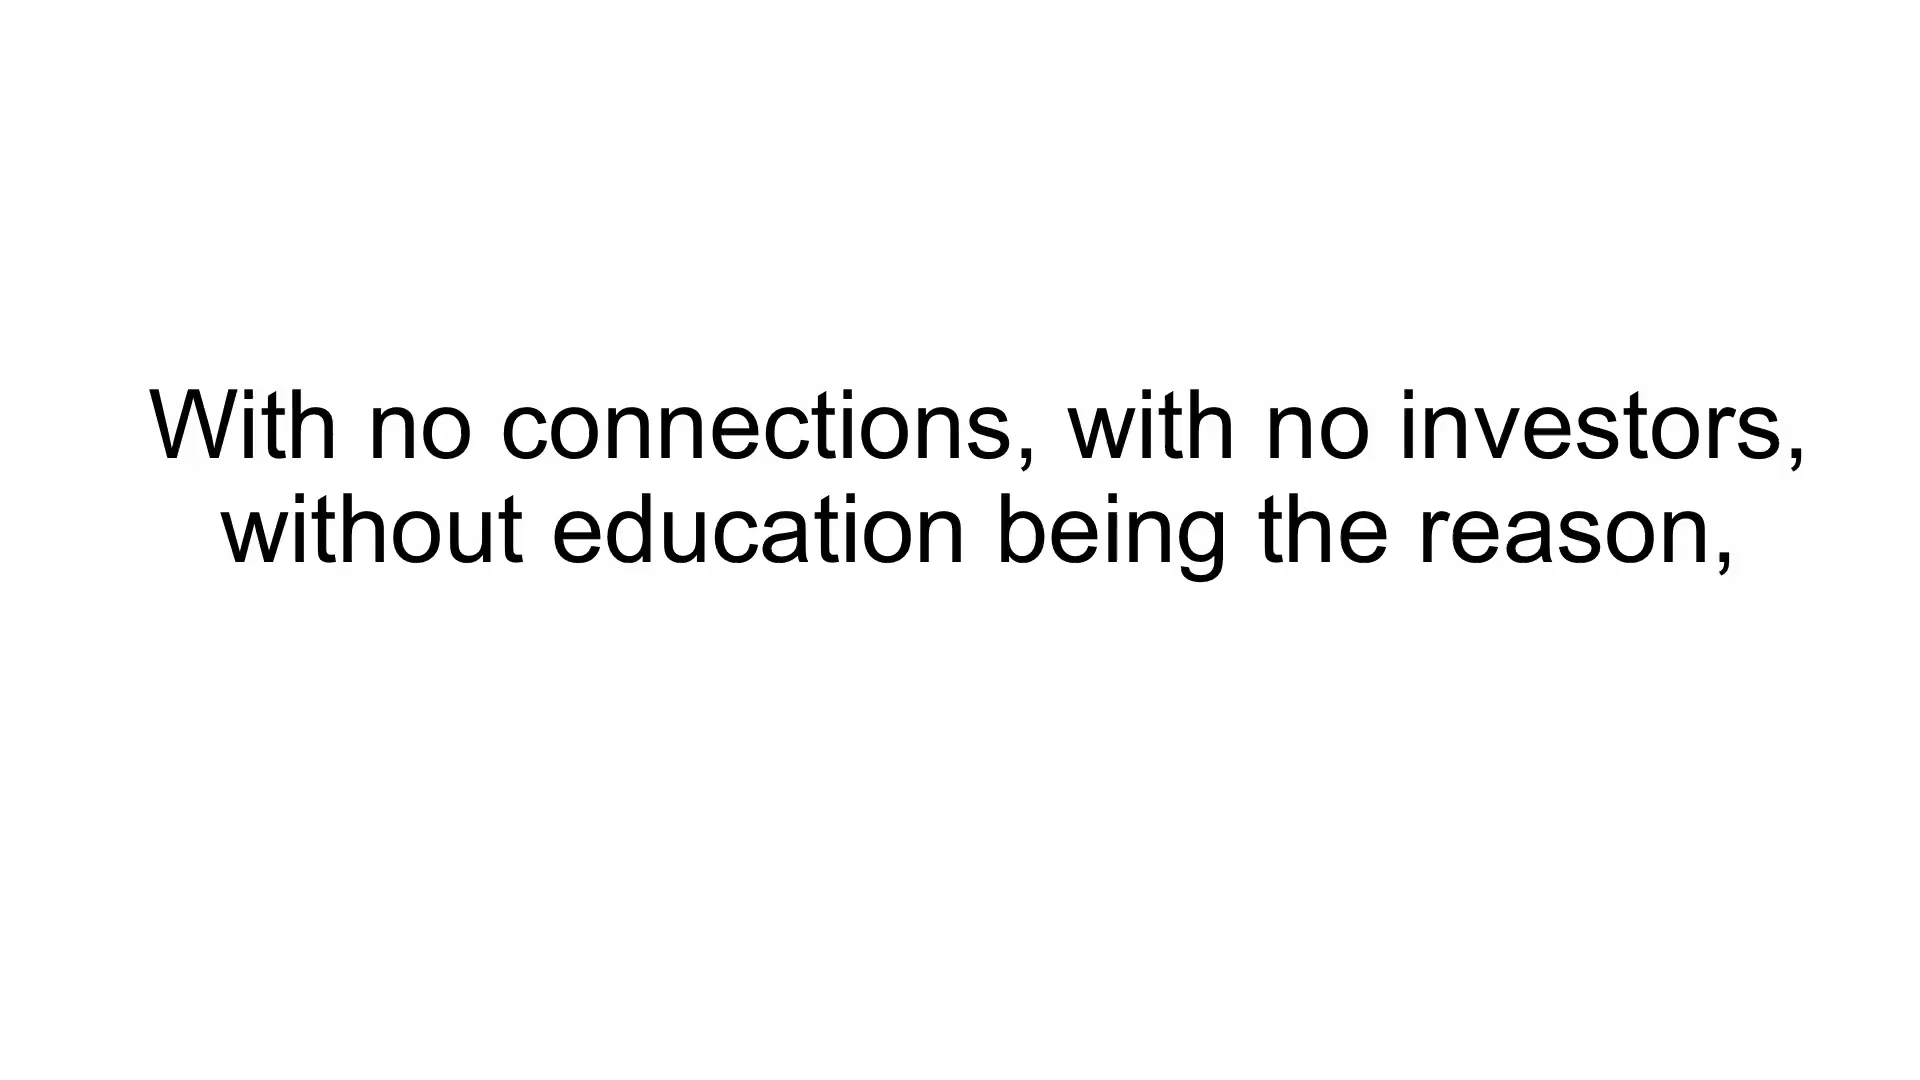 With no connections, with no investors,
without education being the reason,